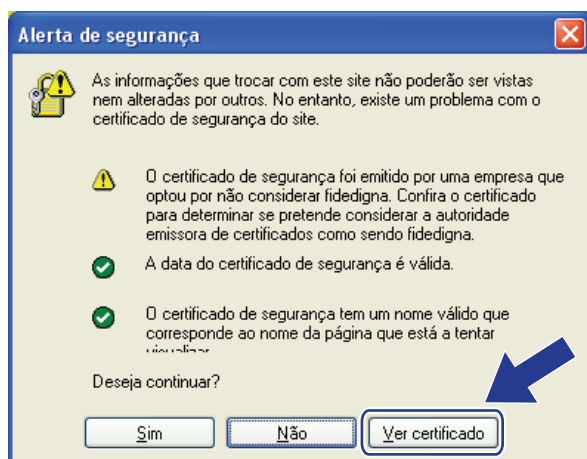 Alerta de segurança
As informações que trocar com este site não poderão ser vistas
nem alteradas por outros. No entanto, existe um problema com o
certificado de segurança do site.
O certificado de segurança foi emitido por uma empresa que
optou por não considerar fidedigna. Confira o certificado
para determinar se pretende considerar a autoridade
emissora de certificados como sendo fidedigna.
A data do certificado de segurança é válida.
O certificado de segurança tem um nome válido que
corresponde ao nome da página que está a tentar
visualizar.
Deseja continuar?
Sim
Não
Ver certificado